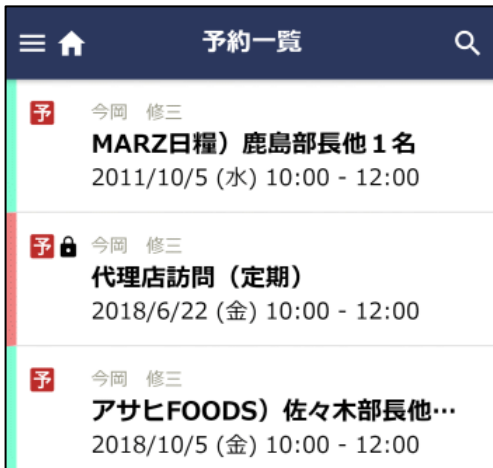 予約一覧
予 今岡 修三
MARZ日糧）鹿島部長他１名
2011/10/5 (水) 10:00 - 12:00
予 今岡 修三
代理店訪問（定期）
2018/6/22 (金) 10:00 - 12:00
予 今岡 修三
アサヒFOODS）佐々木部長他…
2018/10/5 (金) 10:00 - 12:00